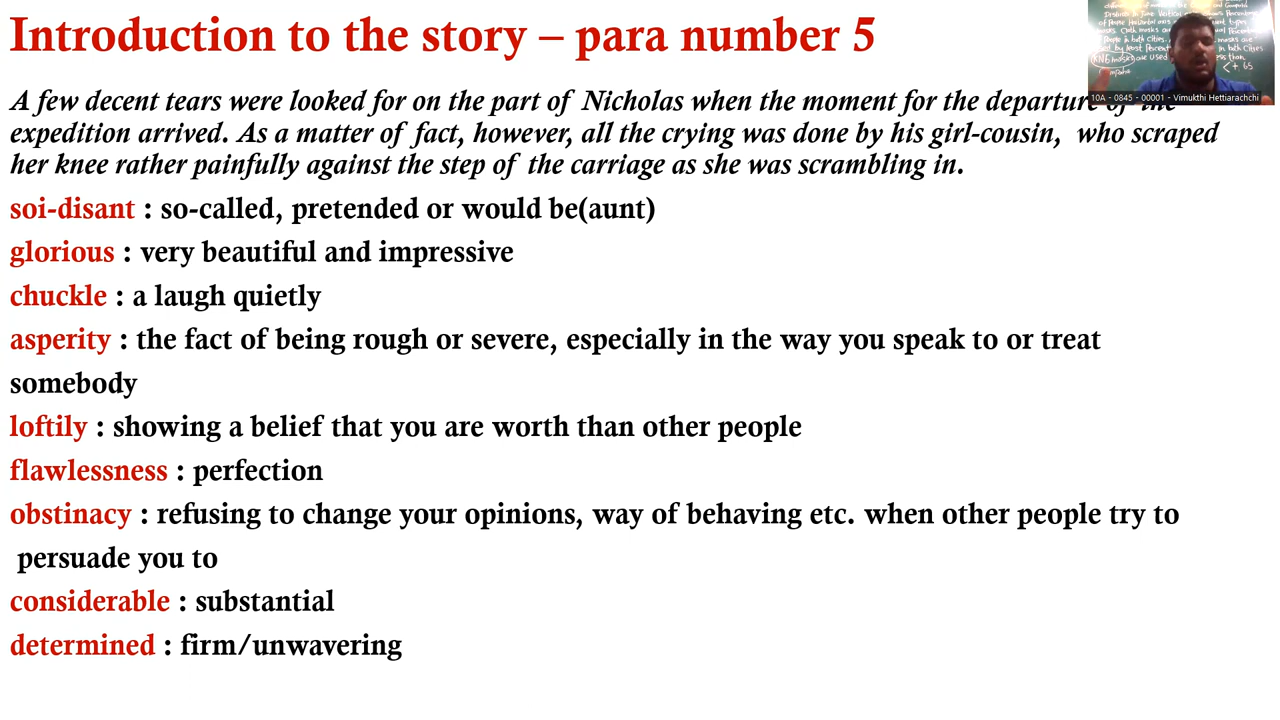 Introduction to the story – para number 5
A few decent tears were looked for on the part of Nicholas when the moment for the departure of the
expedition arrived. As a matter of fact, however, all the crying was done by his girl-cousin, who scraped
her knee rather painfully against the step of the carriage as she was scrambling in.
soi-disant : so-called, pretended or would be(aunt)
glorious : very beautiful and impressive
chuckle : a laugh quietly
asperity : the fact of being rough or severe, especially in the way you speak to or treat
somebody
loftily : showing a belief that you are worth than other people
flawlessness : perfection
obstinacy : refusing to change your opinions, way of behaving etc. when other people try to
persuade you to
considerable : substantial
determined : firm/unwavering
10A - 0845 - 00001 - Vimukthi Hettiarachchi